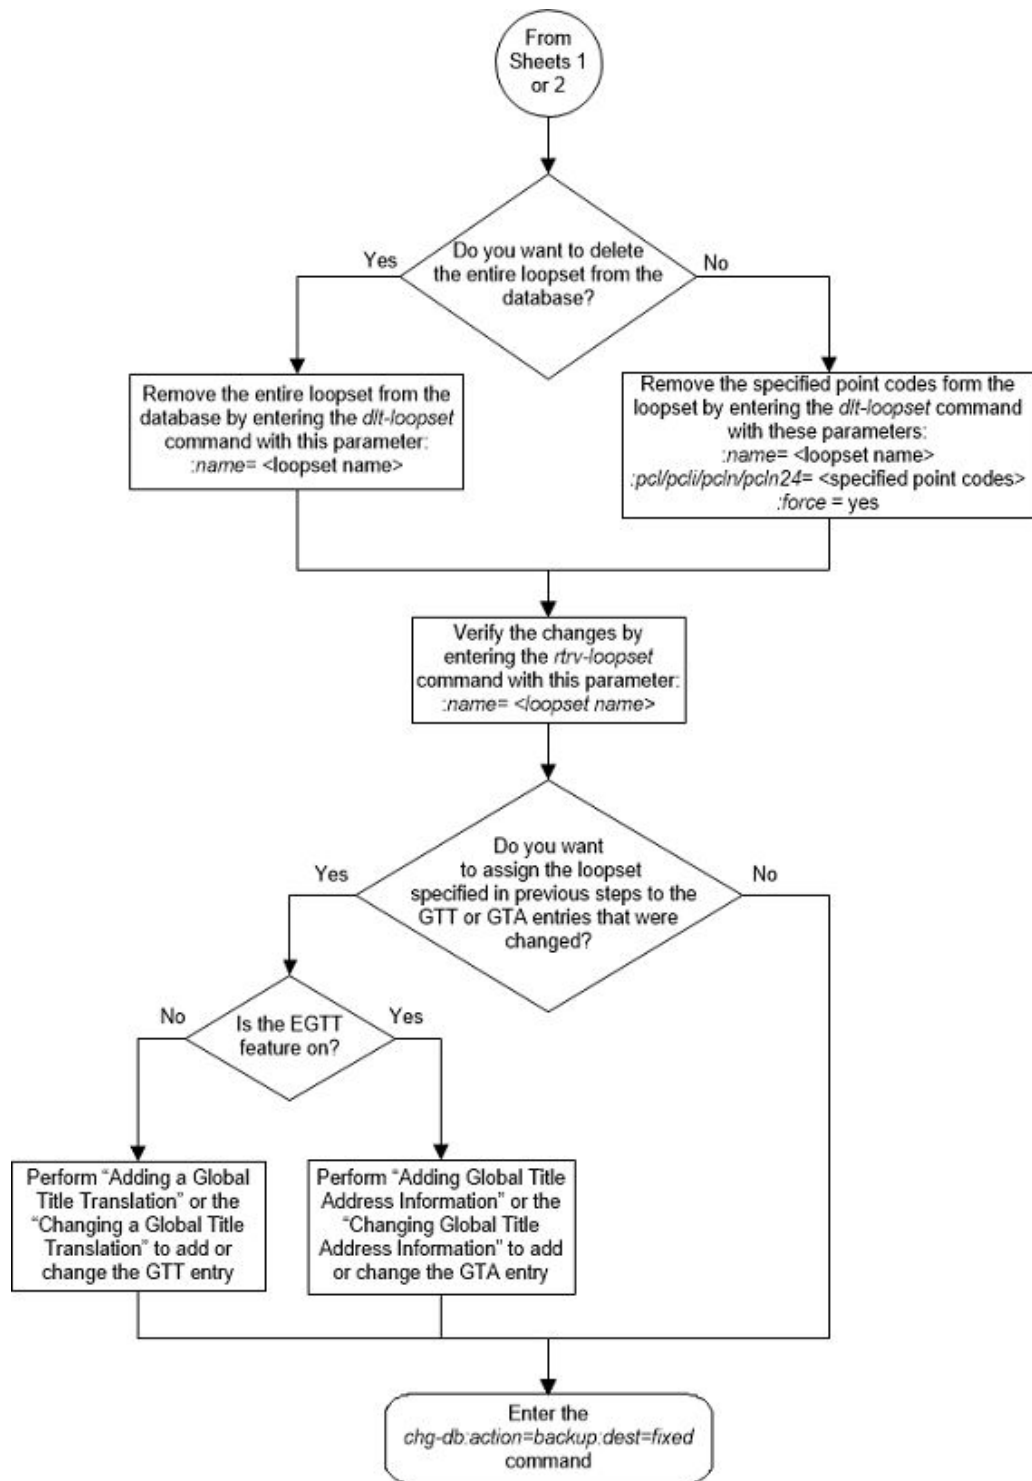 From
Sheets 1
or 2
Do you want to delete
the entire loopset from the
database?
Yes
No
Remove the entire loopset from the
database by entering the dlt-loopset
command with this parameter:
:name= <loopset name>
Remove the specified point codes form the
loopset by entering the dlt-loopset command
with these parameters:
:name= <loopset name>
:pcl/pcli/pcln/pcln24= <specified point codes>
:force = yes
Verify the changes by
entering the rtrv-loopset
command with this parameter:
:name= <loopset name>
Do you want
to assign the loopset
specified in previous steps to the
GTT or GTA entries that were
changed?
Yes
No
Is the EGTT
feature on?
No
Yes
Perform “Adding a Global
Title Translation” or the
“Changing a Global Title
Translation” to add or
change the GTT entry
Perform “Adding Global Title
Address Information” or the
“Changing Global Title
Address Information” to add
or change the GTA entry
Enter the
chg-db:action=backup:dest=fixed
command